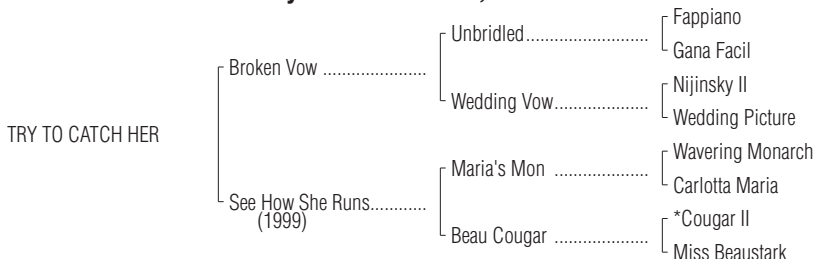 Fappiano
Unbridled........................
Gana Facil
Broken Vow ......................
Nijinsky II
Wedding Vow...................
Wedding Picture
TRY TO CATCH HER
Wavering Monarch
Maria's Mon ...................
Carlotta Maria
See How She Runs............
(1999)
*Cougar II
Beau Cougar ...................
Miss Beaustark